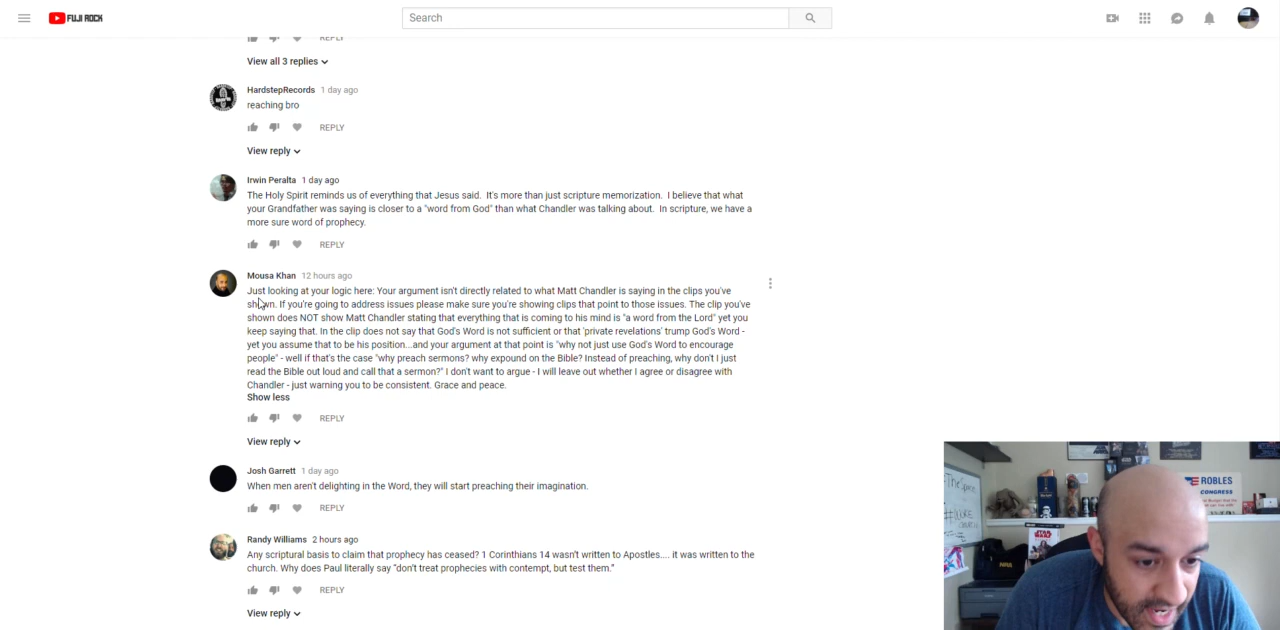 FUJI ROCK
Search
REPLY
View all 3 replies
HardstepRecords 1 day ago
reaching bro
REPLY
View reply
Irwin Peralta 1 day ago
The Holy Spirit reminds us of everything that Jesus said. It's more than just scripture memorization. I believe that what
your Grandfather was saying is closer to a "word from God" than what Chandler was talking about. In scripture, we have a
more sure word of prophecy.
REPLY
Mousa Khan 12 hours ago
Just looking at your logic here: Your argument isn't directly related to what Matt Chandler is saying in the clips you've
shown. If you're going to address issues please make sure you're showing clips that point to those issues. The clip you've
shown does NOT show Matt Chandler stating that everything that is coming to his mind is "a word from the Lord" yet you
keep saying that. In the clip does not say that God's Word is not sufficient or that 'private revelations' trump God's Word -
yet you assume that to be his position...and your argument at that point is "why not just use God's Word to encourage
people" - well if that's the case "why preach sermons? why expound on the Bible? Instead of preaching, why don't I just
read the Bible out loud and call that a sermon?" I don't want to argue - I will leave out whether I agree or disagree with
Chandler - just warning you to be consistent. Grace and peace.
Show less
REPLY
View reply
Josh Garrett 1 day ago
When men aren't delighting in the Word, they will start preaching their imagination.
REPLY
Randy Williams 2 hours ago
Any scriptural basis to claim that prophecy has ceased? 1 Corinthians 14 wasn't written to Apostles.... it was written to the
church. Why does Paul literally say “don't treat prophecies with contempt, but test them.”
REPLY
View reply
ROBLES
CONGRESS
STAR
WARS